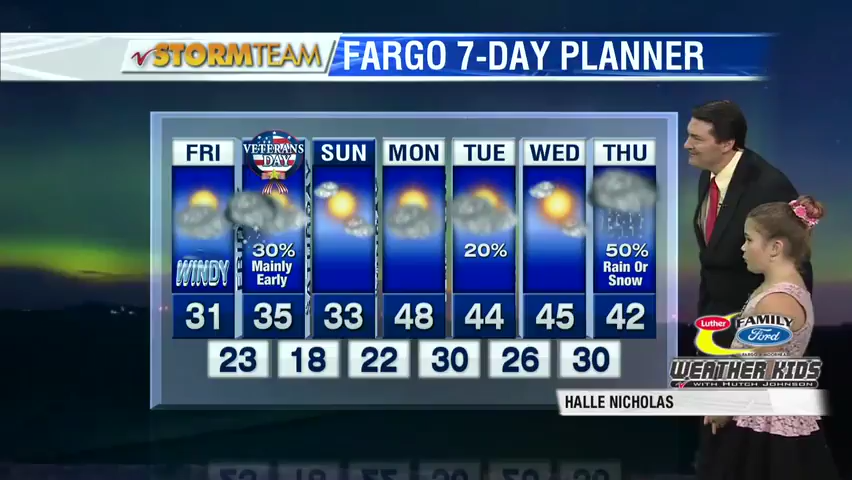 STORMTEAM
FARGO 7-DAY PLANNER
FRI
VETERANS DAY
SUN
MON
TUE
WED
THU
WINDY
30%
Mainly
Early
20%
50%
Rain Or
Snow
31
35
33
48
44
45
42
23
18
22
30
26
30
Luther
FAMILY
Ford
WEATHER KIDS
WITH HUTCH JOHNSON
HALLE NICHOLAS